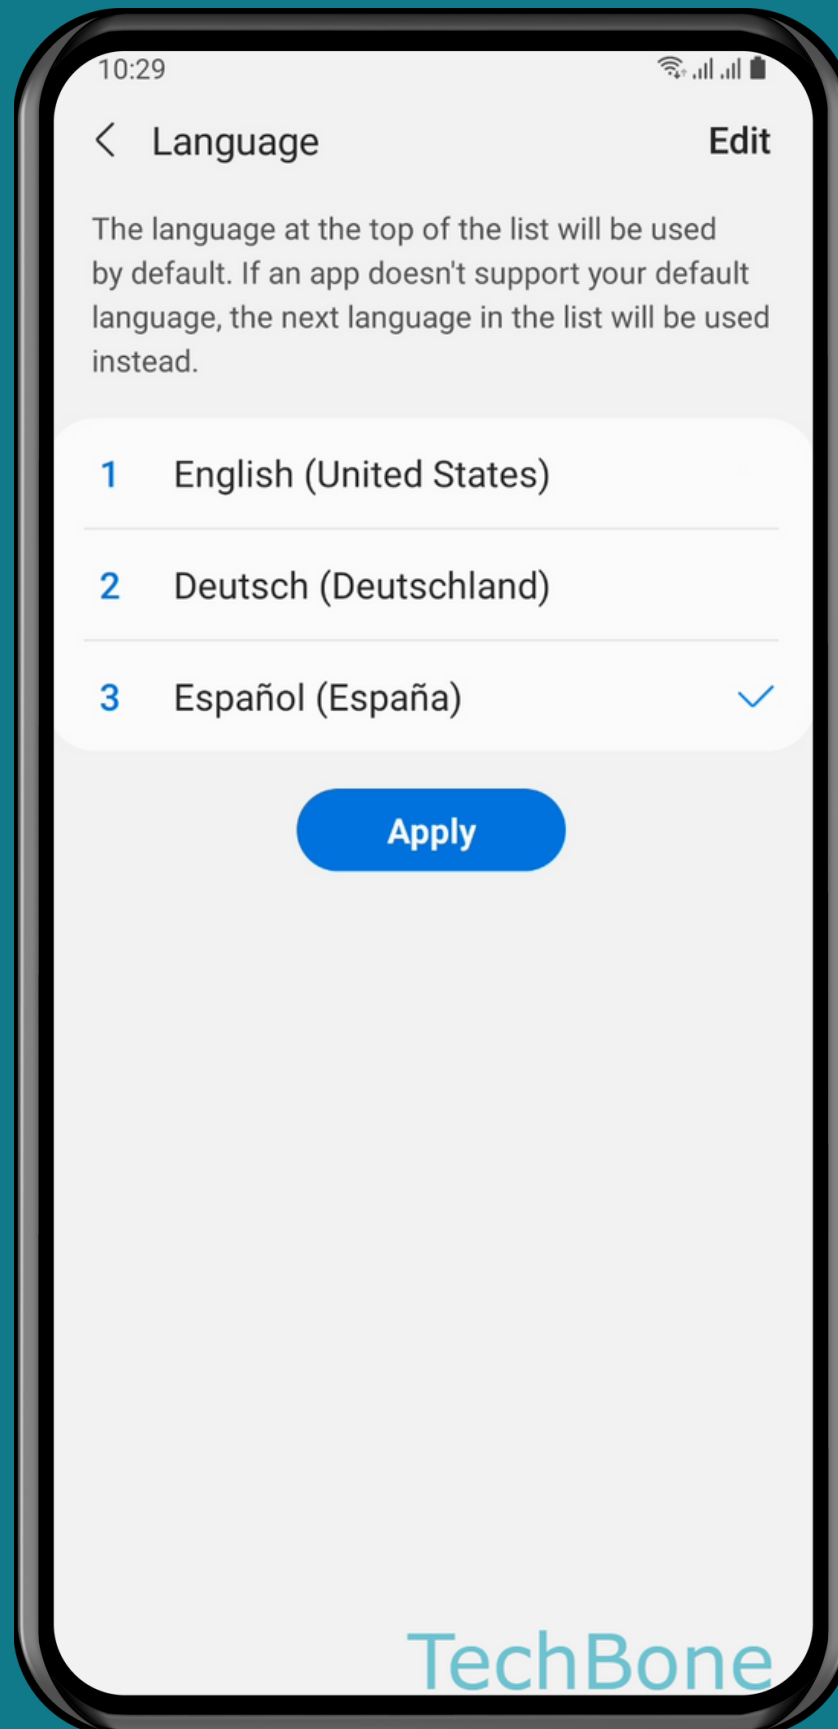 10:29
Language
Edit
The language at the top of the list will be used
by default. If an app doesn't support your default
language, the next language in the list will be used
instead.
1 English (United States)
2 Deutsch (Deutschland)
3 Español (España)
Apply
TechBone